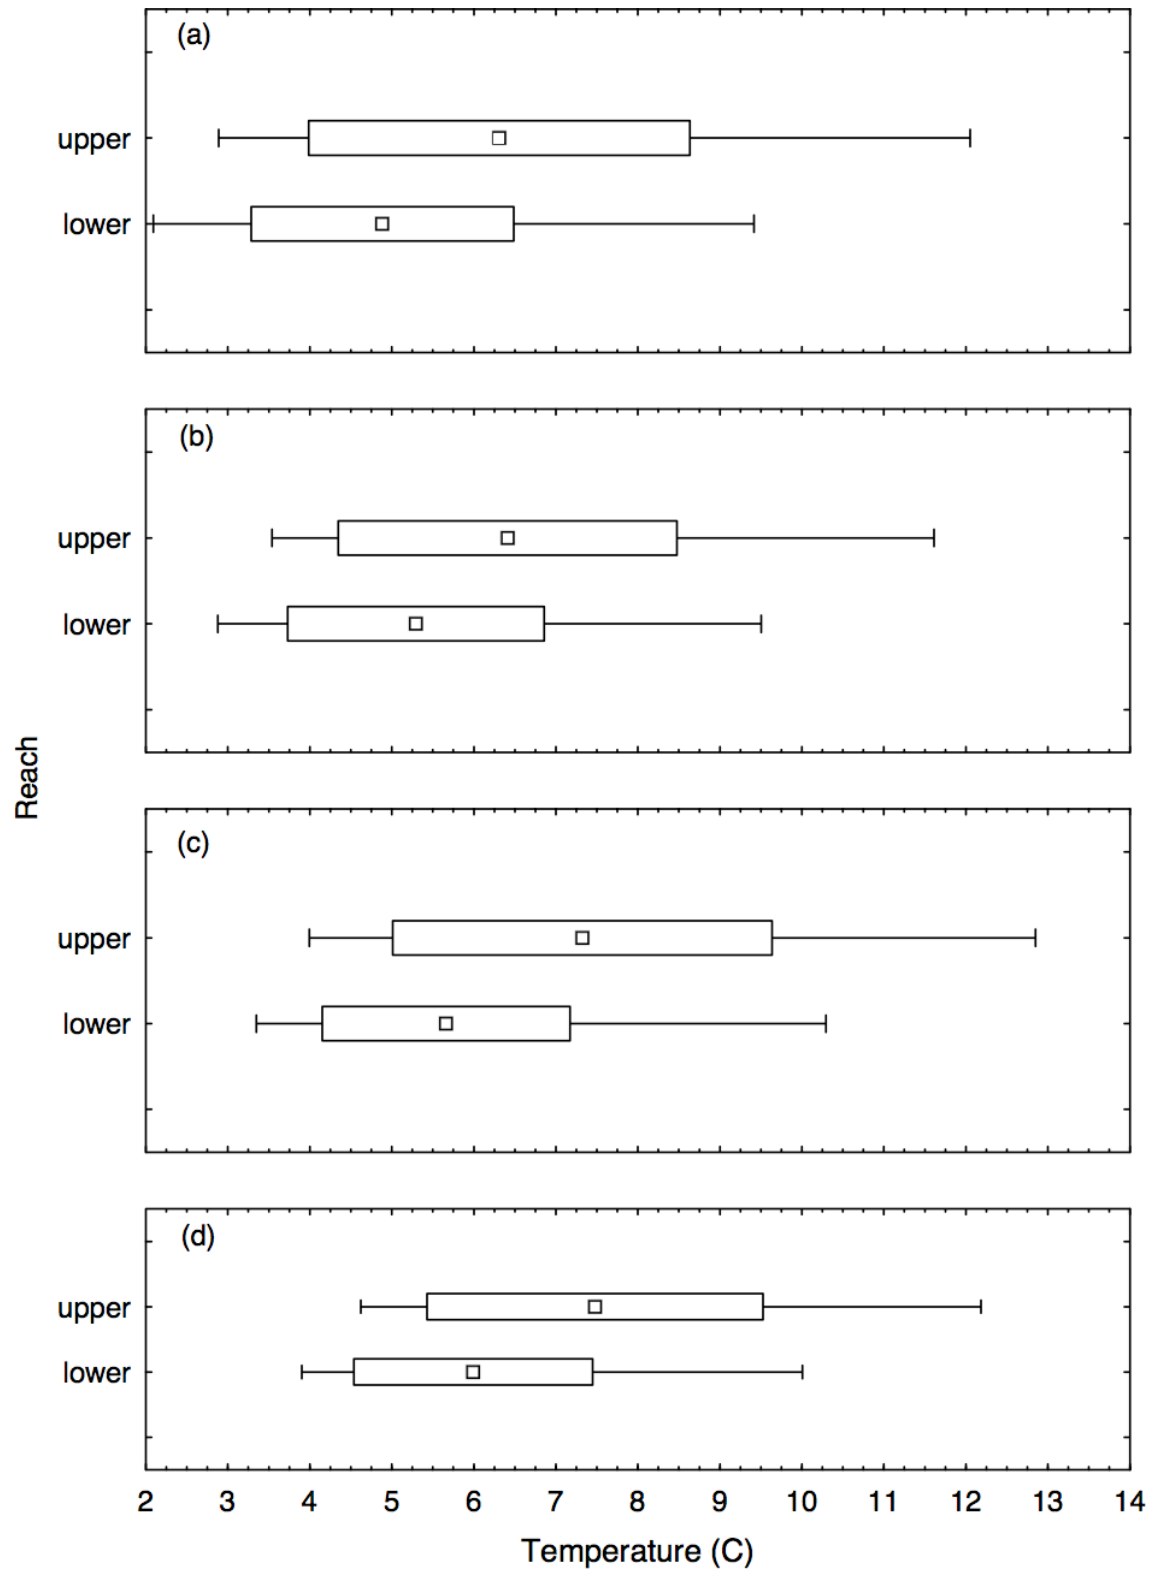 (a)
upper
lower
(b)
upper
lower
Reach
(c)
upper
lower
(d)
upper
lower
2 3 4 5 6 7 8 9 10 11 12 13 14
Temperature (C)